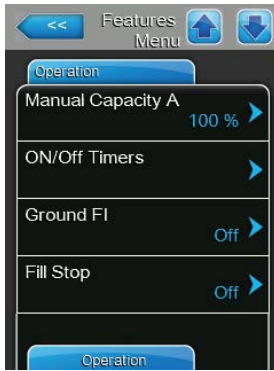 <<
Features
Menu
Operation
Manual Capacity A
100 %
ON/Off Timers
Ground FI
Off
Fill Stop
Off
Operation